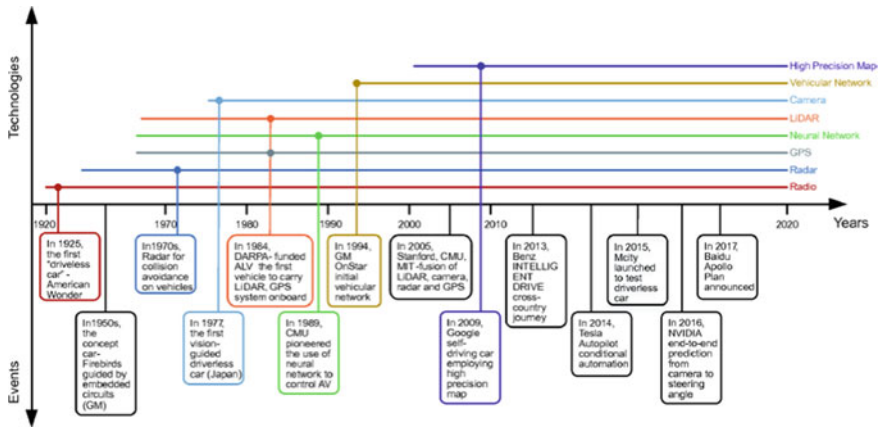 Technologies
High Precision Map
Vehicular Network
Camera
LiDAR
Neural Network
GPS
Radar
Radio
1920
1970
1980
1990
2000
2010
2020
Years
In 1925,
the first
"driveless
car" -
American
Wonder
In1970s,
Radar for
collision
avoidance
on vehicles
In 1984,
DARPA- funded
ALV the first
vehicle to carry
LiDAR, GPS
system onboard
In 1994,
GM
OnStar
initial
vehicular
network
In 2005,
Stanford, CMU,
MIT-fusion of
LiDAR, camera,
radar and GPS
In 2013,
Benz
INTELLIG
ENT
DRIVE
cross-
country
journey
In 2015,
Mcity
launched
to test
driverless
car
In 2017,
Baidu
Apollo
Plan
announced
Events
In1950s,
the
concept
car-
Firebirds
guided by
embedded
circuits
(GM)
In 1977,
the first
vision-
guided
driverless
car (Japan)
In 1989,
CMU
pioneered
the use of
neural
network to
control AV
In 2009,
Google
self-
driving car
employing
high
precision
map
In 2014,
Tesla
Autopilot
conditional
automation
In 2016,
NVIDIA
end-to-end
prediction
from
camera to
steering
angle